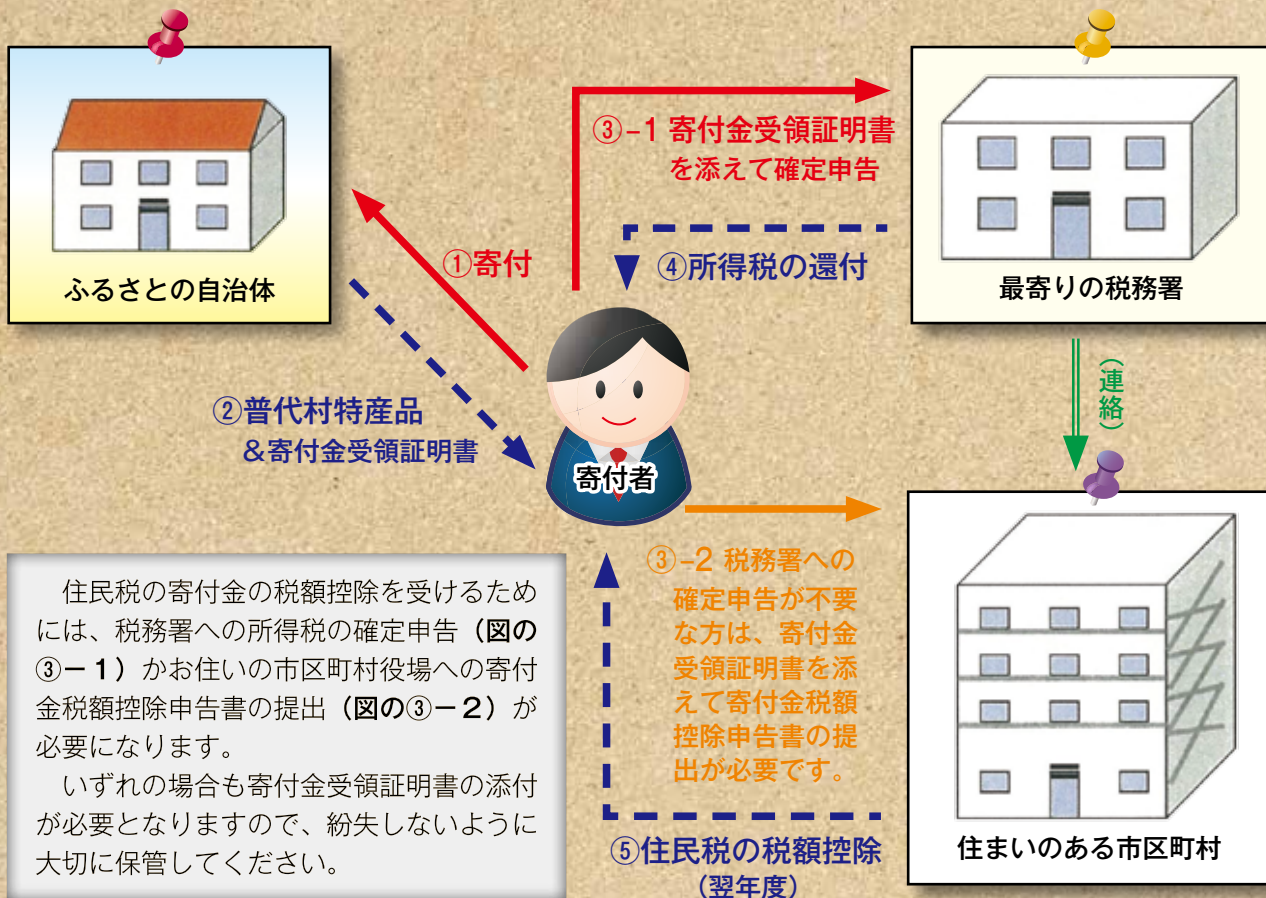 ふるさとの自治体
①寄付
②普代村特産品
＆寄付金受領証明書
寄付者
③−1 寄付金受領証明書
を添えて確定申告
④所得税の還付
最寄りの税務署
（連絡）
③−2 税務署への
確定申告が不要
な方は、寄付金
受領証明書を添
えて寄付金税額
控除申告書の提
出が必要です。
⑤住民税の税額控除
（翌年度）
住まいのある市区町村
　住民税の寄付金の税額控除を受けるため
には、税務署への所得税の確定申告（図の
③－１）かお住いの市区町村役場への寄付
金税額控除申告書の提出（図の③－２）が
必要になります。
　いずれの場合も寄付金受領証明書の添付
が必要となりますので、紛失しないように
大切に保管してください。